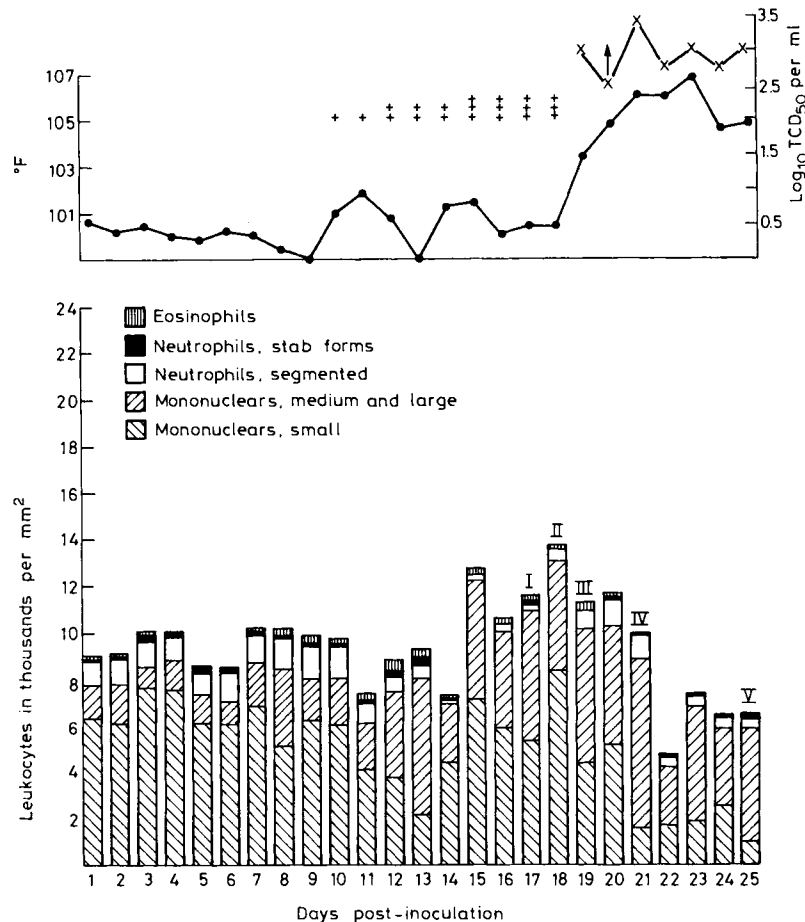 107
105
103
101
°F
3.5
2.5
1.5
0.5
Log10 TCD50 per ml
X X X X X X X
+ + + + + + + + +
+ + + + + + +
+ + + +
24
22
20
18
16
14
12
10
8
6
4
2
Leukocytes in thousands per mm²
Eosinophils
Neutrophils, stab forms
Neutrophils, segmented
Mononuclears, medium and large
Mononuclears, small
I
II
III
IV
V
1 2 3 4 5 6 7 8 9 10 11 12 13 14 15 16 17 18 19 20 21 22 23 24 25
Days post-inoculation